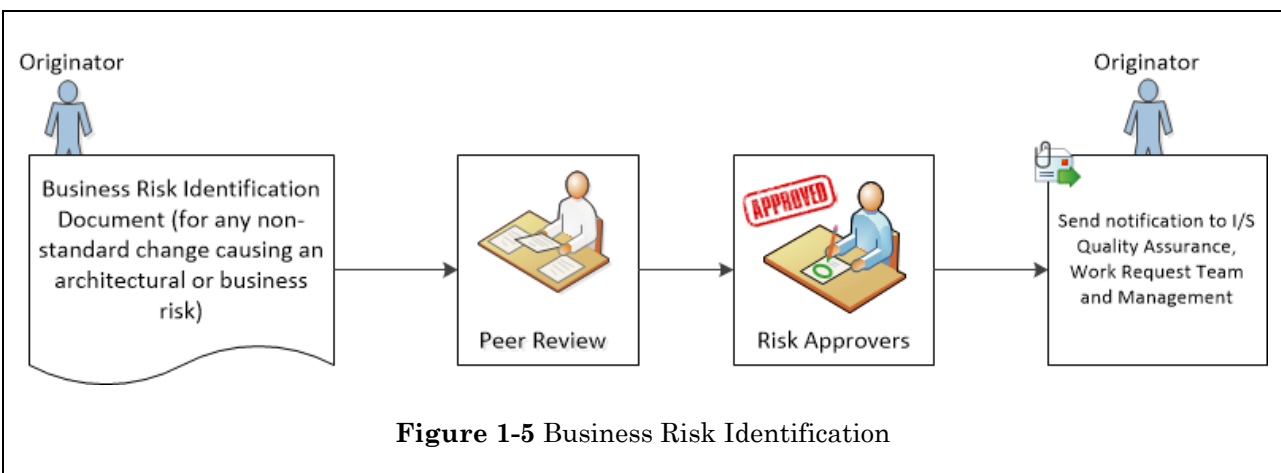 Originator
Business Risk Identification
Document (for any non-
standard change causing an
architectural or business
risk)
Peer Review
APPROVED
Risk Approvers
Originator
Send notification to I/S
Quality Assurance,
Work Request Team
and Management
Figure 1-5 Business Risk Identification